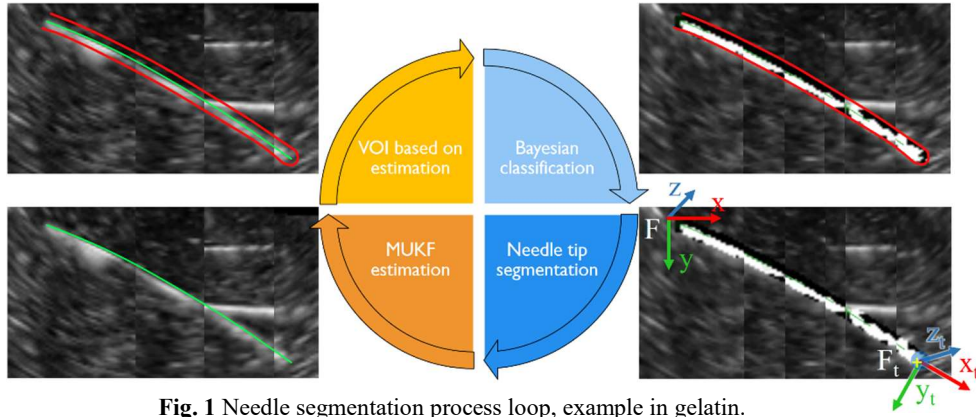 VOI based on
estimation
Bayesian
classification
MUKF
estimation
Needle tip
segmentation
z
x
F
y
z_t
F_t
x_t
y_t
Fig. 1 Needle segmentation process loop, example in gelatin.